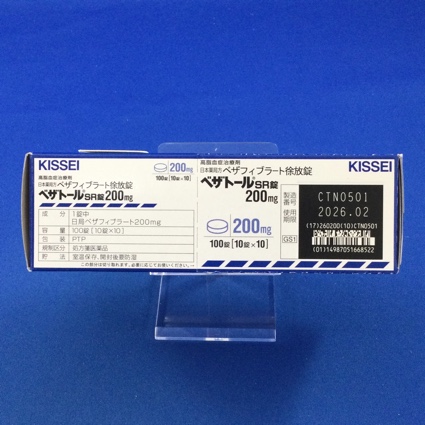 KISSEI
高脂血症治療剤
日本薬局方 ベザフィブラート徐放錠
ベザトール®SR錠200mg
200mg
100錠[10錠×10]
成分 1錠中
日局ベザフィブラート200mg
容量 100錠[10錠×10]
包装 PTP
規制区分 処方箋医薬品
貯法 室温保存、開封後要防湿
KISSEI
高脂血症治療剤
日本薬局方 ベザフィブラート徐放錠
ベザトール®SR錠
200mg
200mg
100錠[10錠×10]
製造番号 CTN0501
使用期限 2026.02
(17)260200(10)CTN0501
GS1
(01)14987051668522